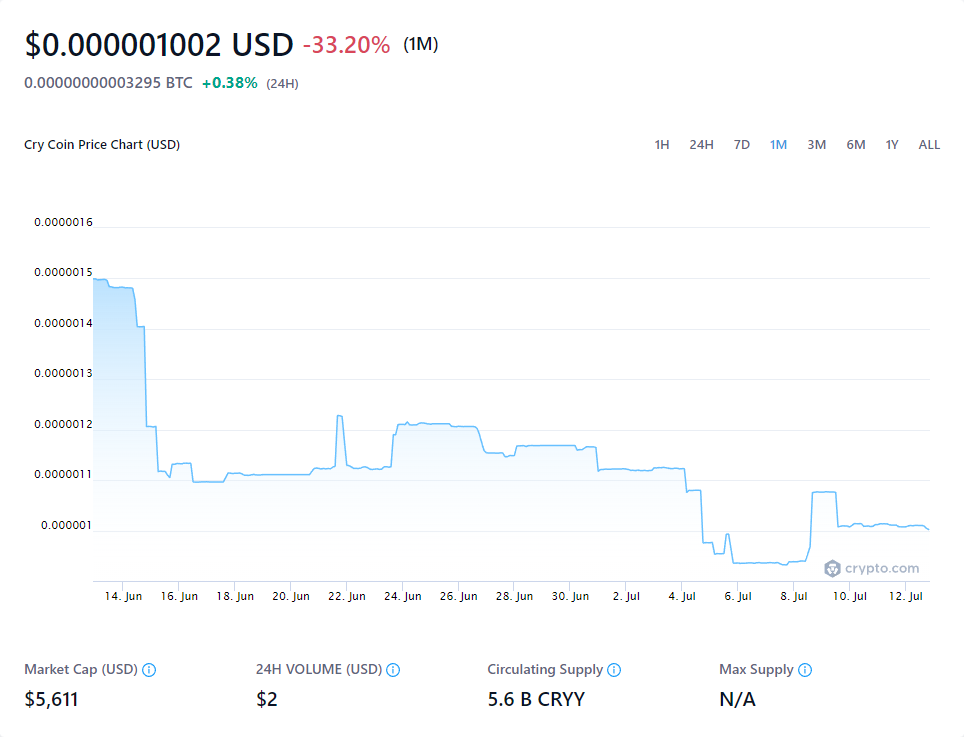 $0.000001002 USD -33.20% (1M)
0.00000000003295 BTC +0.38% (24H)
Cry Coin Price Chart (USD) 1H 24H 7D 1M 3M 6M 1Y ALL
0.0000016
0.0000015
0.0000014
0.0000013
0.0000012
0.0000011
0.000001
crypto.com
14. Jun 16. Jun 18. Jun 20. Jun 22. Jun 24. Jun 26. Jun 28. Jun 30. Jun 2. Jul 4. Jul 6. Jul 8. Jul 10. Jul 12. Jul
Market Cap (USD) 24H VOLUME (USD) Circulating Supply Max Supply
$5,611 $2 5.6 B CRYY N/A